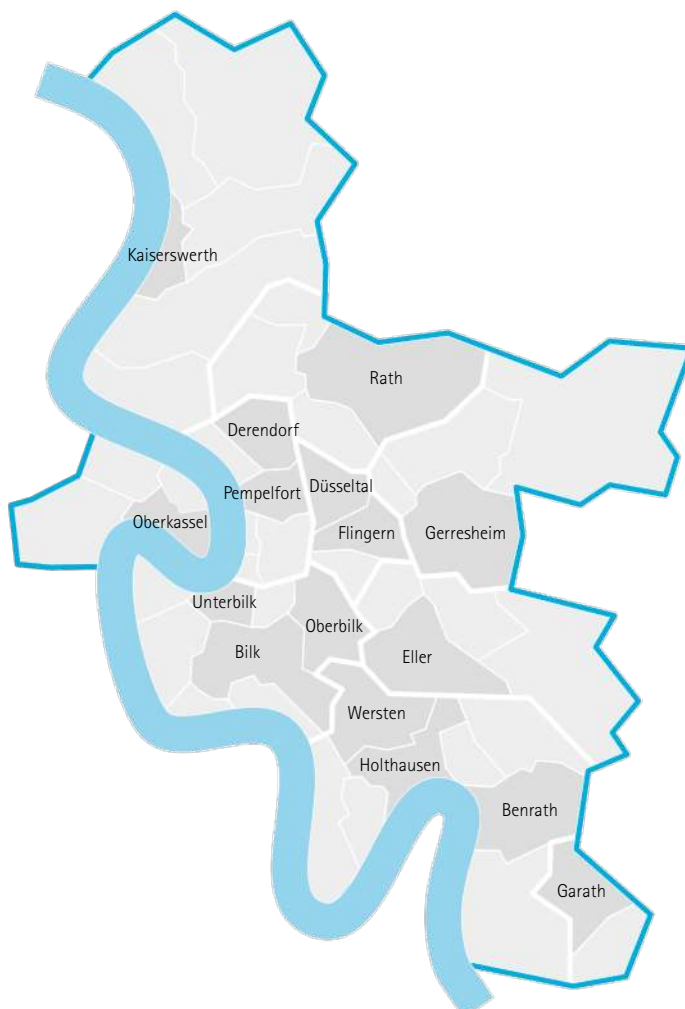 Kaiserswerth
Rath
Derendorf
Düsseltal
Pempelfort
Oberkassel
Flingern
Gerresheim
Unterbilk
Oberbilk
Bilk
Eller
Wersten
Holthausen
Benrath
Garath